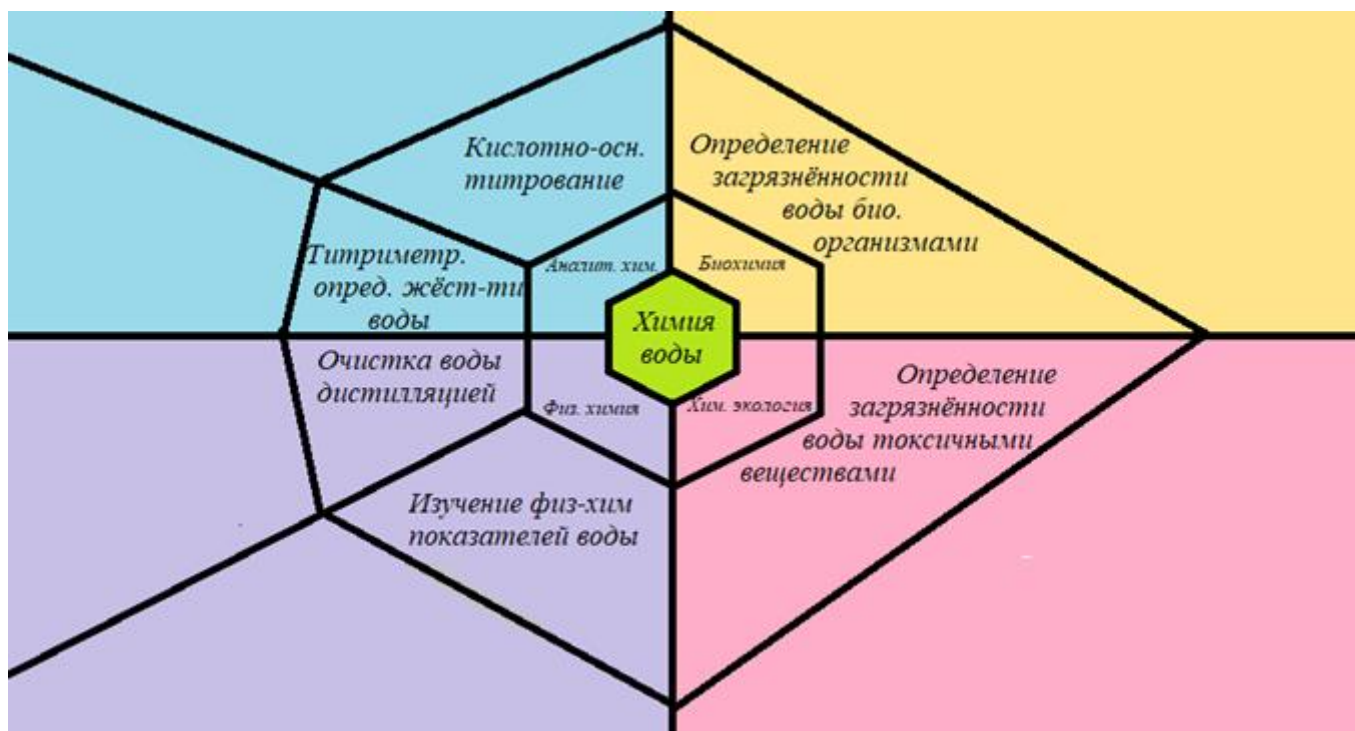 Кислотно-осн.
титрование
Определение
загрязнённости
воды био.
организмами
Титриметр.
опред. жёст-ти
воды
Аналит. хим.
Биохимия
Химия
воды
Очистка воды
дистилляцией
Физ. химия
Хим. экология
Определение
загрязнённости
воды токсичными
веществами
Изучение физ-хим
показателей воды